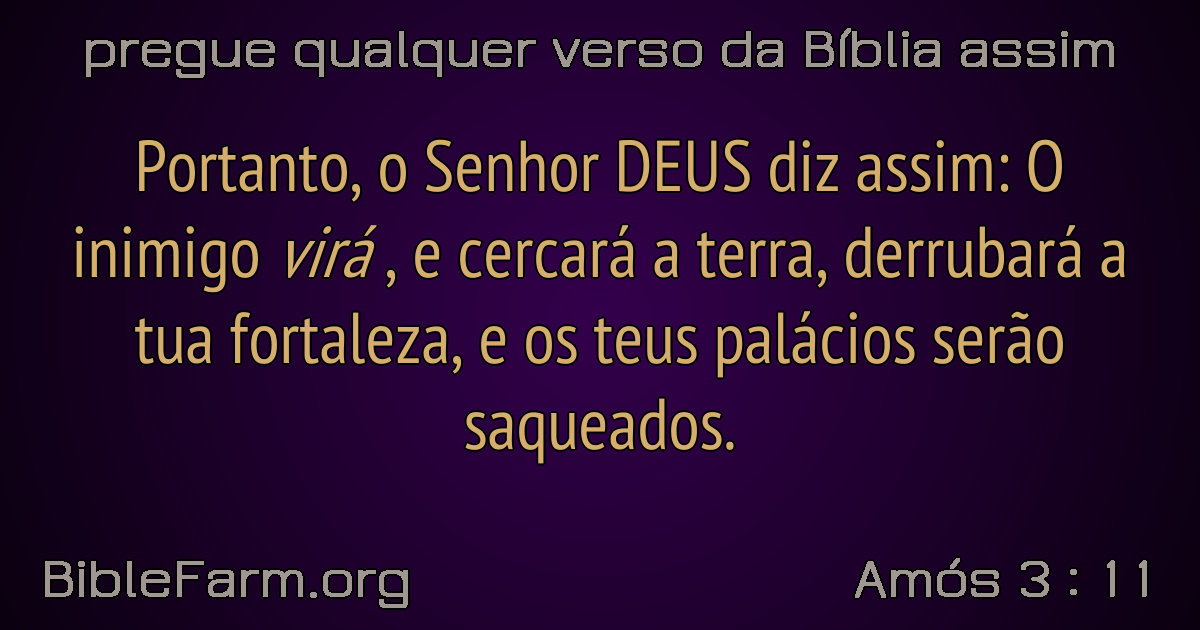 pregue qualquer verso da Bíblia assim
Portanto, o Senhor DEUS diz assim: O
inimigo virá , e cercará a terra, derrubará a
tua fortaleza, e os teus palácios serão
saqueados.
BibleFarm.org
Amós 3 : 11